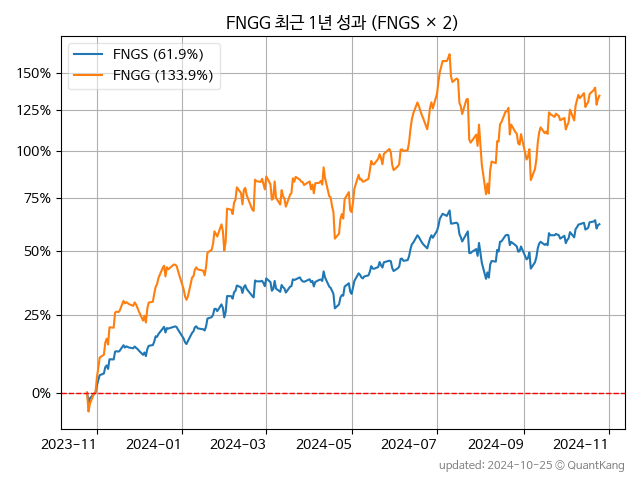 FNGG 최근 1년 성과 (FNGS × 2)
FNGS (61.9%)
FNGG (133.9%)
150%
125%
100%
75%
50%
25%
0%
2023-11 2024-01 2024-03 2024-05 2024-07 2024-09 2024-11
updated: 2024-10-25 © QuantKang